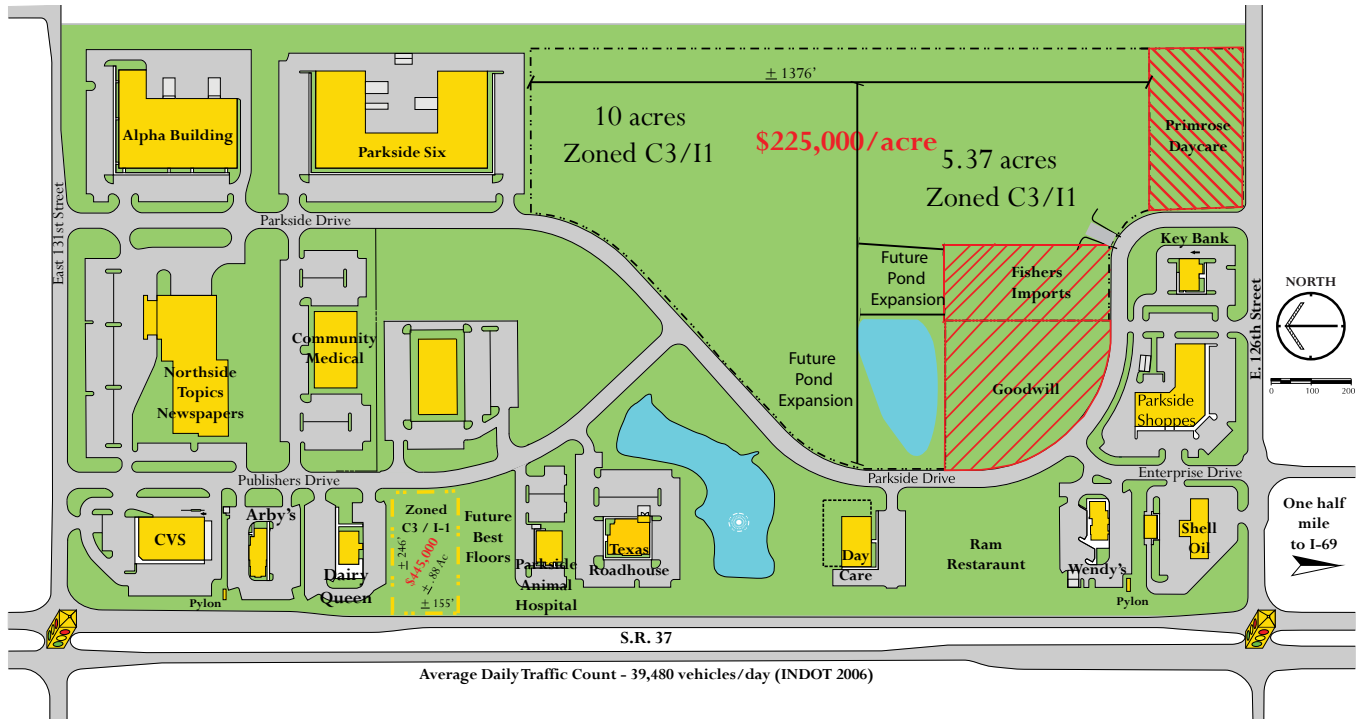 ± 1376'
10 acres
Zoned C3/I1
$225,000/acre
5.37 acres
Zoned C3/I1
Primrose
Daycare
Alpha Building
Parkside Six
East 131st Street
Parkside Drive
Key Bank
Future
Pond
Expansion
Fishers
Imports
NORTH
E. 126th Street
0 100 200
Community
Medical
Northside
Topics
Newspapers
Future
Pond
Expansion
Goodwill
Parkside
Shoppes
Publishers Drive
Parkside Drive
Enterprise Drive
CVS
Arby's
Dairy
Queen
Pylon
Zoned
C3 / I-1
± 246'
$445,000
± .88 Ac
± 155'
Future
Best
Floors
Parkside
Animal
Hospital
Texas
Roadhouse
Day
Care
Ram
Restaraunt
Wendy's
Pylon
Shell
Oil
One half
mile
to I-69
S.R. 37
Average Daily Traffic Count - 39,480 vehicles/day (INDOT 2006)